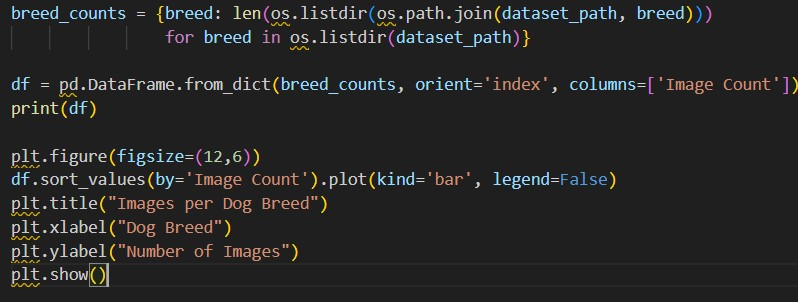 breed_counts = {breed: len(os.listdir(os.path.join(dataset_path, breed)))
                for breed in os.listdir(dataset_path)}

df = pd.DataFrame.from_dict(breed_counts, orient='index', columns=['Image Count'])
print(df)

plt.figure(figsize=(12,6))
df.sort_values(by='Image Count').plot(kind='bar', legend=False)
plt.title("Images per Dog Breed")
plt.xlabel("Dog Breed")
plt.ylabel("Number of Images")
plt.show()